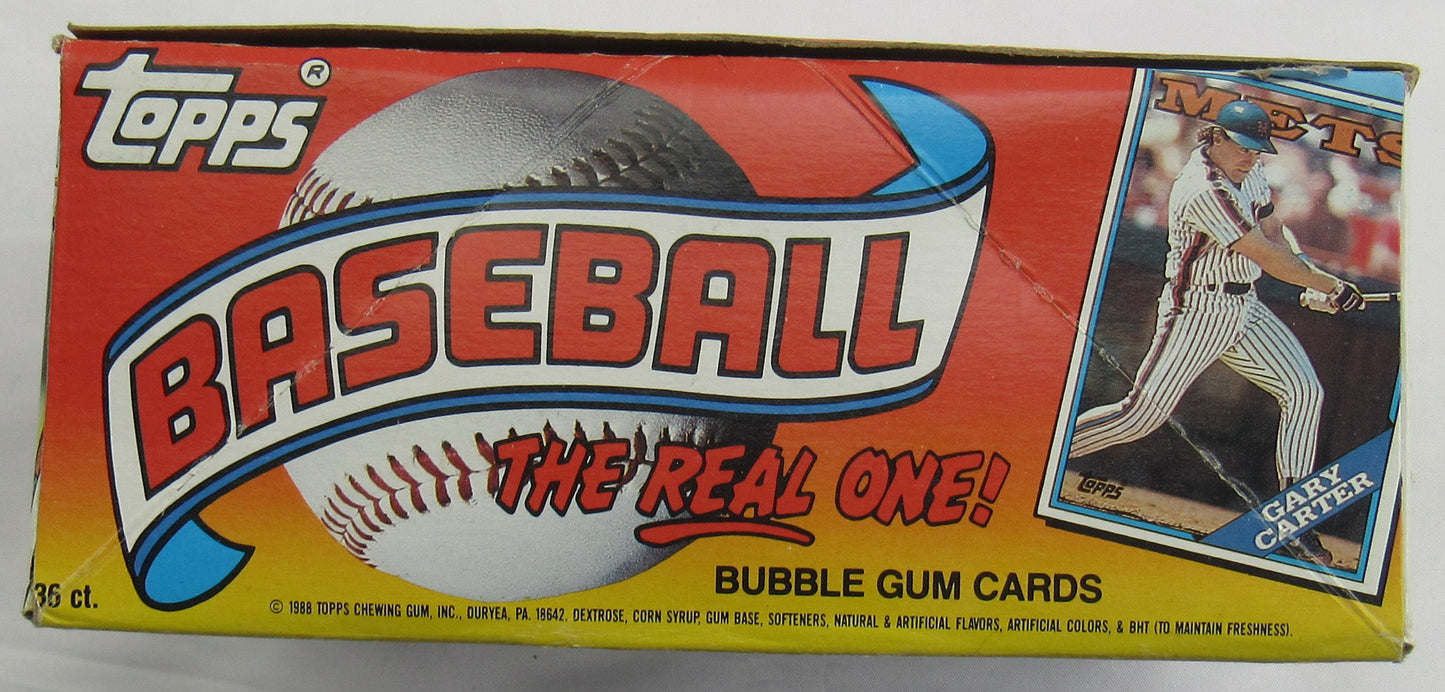 Topps ®
BASEBALL
THE REAL ONE!
METS
Topps
GARY
CARTER
36 ct.
BUBBLE GUM CARDS
© 1988 TOPPS CHEWING GUM, INC., DURYEA, PA. 18642. DEXTROSE, CORN SYRUP, GUM BASE, SOFTENERS, NATURAL & ARTIFICIAL FLAVORS, ARTIFICIAL COLORS, & BHT (TO MAINTAIN FRESHNESS).